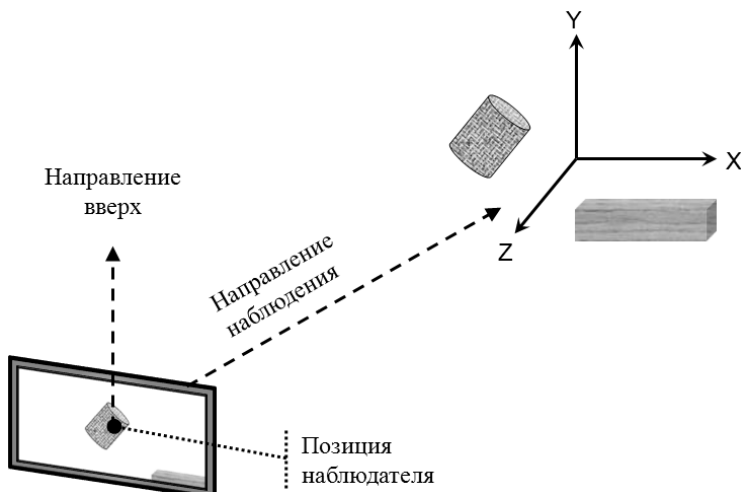 Y
X
Z
Направление
вверх
Направление
наблюдения
Позиция
наблюдателя